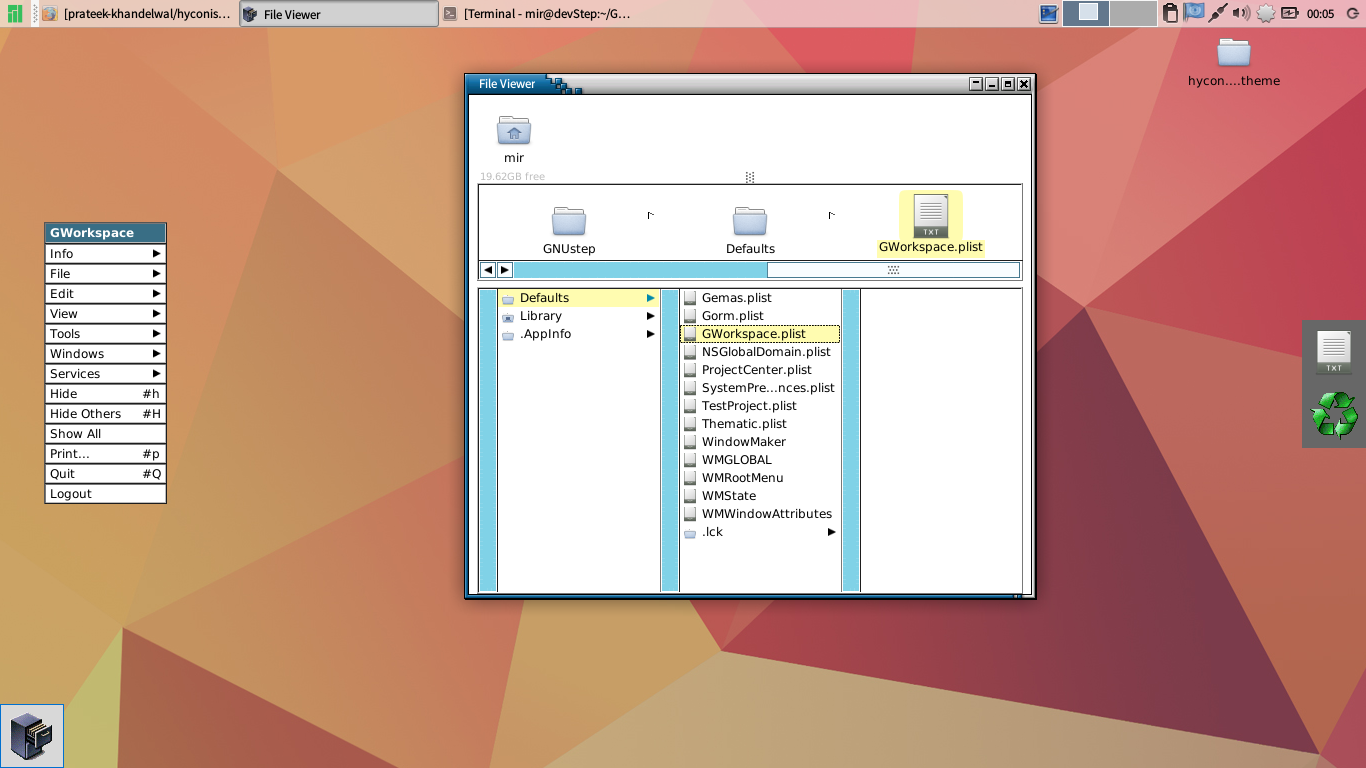 [prateek-khandelwal/hyconis…
File Viewer
[Terminal - mir@devStep:~/G…
00:05
hycon....theme
File Viewer
mir
19.62GB free
GNUstep
Defaults
TXT
GWorkspace.plist
Defaults
Library
.AppInfo
Gemas.plist
Gorm.plist
GWorkspace.plist
NSGlobalDomain.plist
ProjectCenter.plist
SystemPre...nces.plist
TestProject.plist
Thematic.plist
WindowMaker
WMGLOBAL
WMRootMenu
WMState
WMWindowAttributes
.lck
GWorkspace
Info
File
Edit
View
Tools
Windows
Services
Hide #h
Hide Others #H
Show All
Print... #p
Quit #Q
Logout
TXT